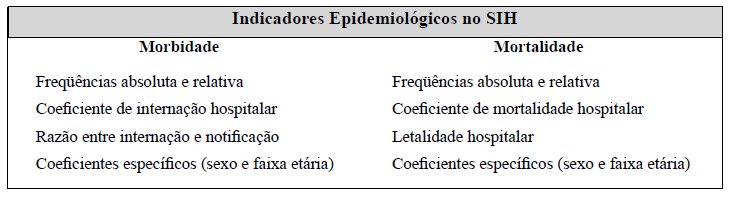 Indicadores Epidemiológicos no SIH
Morbidade Mortalidade
Freqüências absoluta e relativa Freqüências absoluta e relativa
Coeficiente de internação hospitalar Coeficiente de mortalidade hospitalar
Razão entre internação e notificação Letalidade hospitalar
Coeficientes específicos (sexo e faixa etária) Coeficientes específicos (sexo e faixa etária)